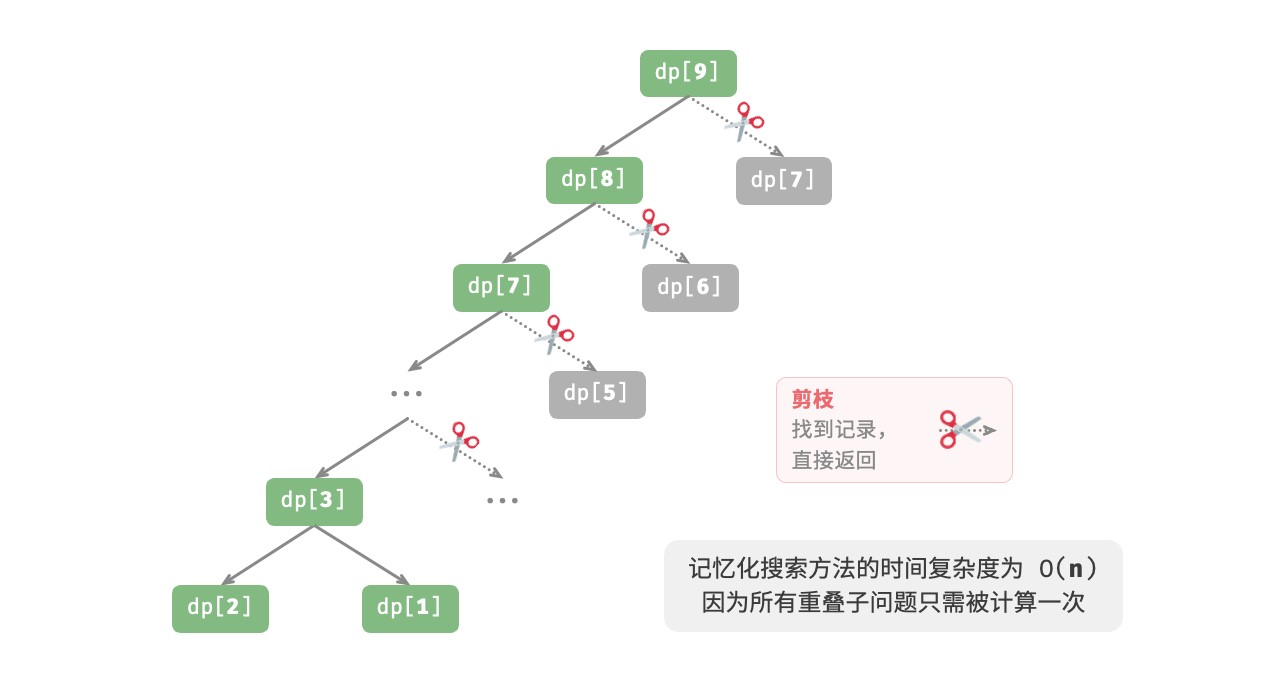 dp[9]
dp[8]
dp[7]
dp[7]
dp[6]
...
dp[5]
剪枝
找到记录，
直接返回
dp[3]
...
dp[2]
dp[1]
记忆化搜索方法的时间复杂度为 O(n)
因为所有重叠子问题只需被计算一次